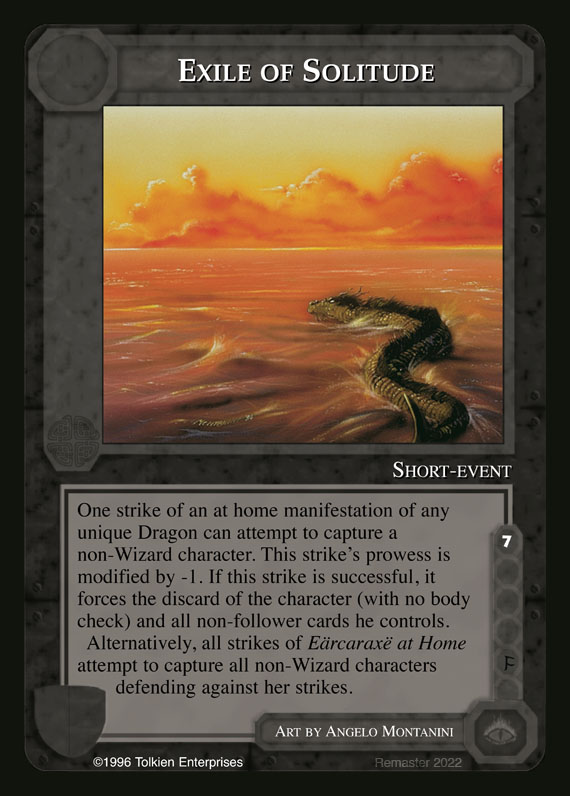 Exile of Solitude
Short-event
One strike of an at home manifestation of any
unique Dragon can attempt to capture a
non-Wizard character. This strike's prowess is
modified by -1. If this strike is successful, it
forces the discard of the character (with no body
check) and all non-follower cards he controls.
Alternatively, all strikes of Eärcaraxë at Home
attempt to capture all non-Wizard characters
defending against her strikes.
7
Art by Angelo Montanini
©1996 Tolkien Enterprises
Remaster 2022